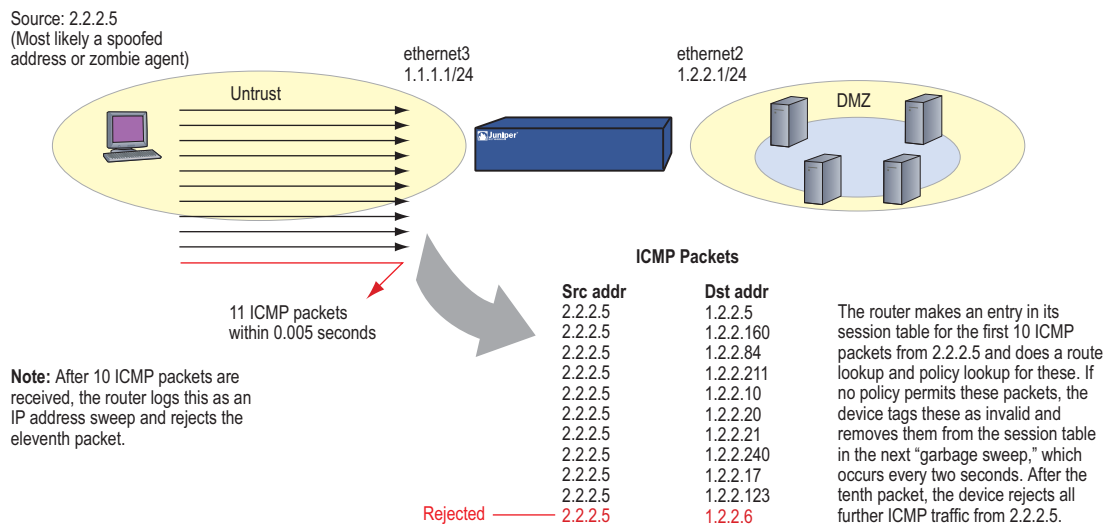 Source: 2.2.2.5
(Most likely a spoofed
address or zombie agent)
ethernet3
1.1.1.1/24
ethernet2
1.2.2.1/24
Untrust
DMZ
Juniper
11 ICMP packets
within 0.005 seconds
Note: After 10 ICMP packets are
received, the router logs this as an
IP address sweep and rejects the
eleventh packet.
ICMP Packets
Src addr Dst addr
2.2.2.5 1.2.2.5
2.2.2.5 1.2.2.160
2.2.2.5 1.2.2.84
2.2.2.5 1.2.2.211
2.2.2.5 1.2.2.10
2.2.2.5 1.2.2.20
2.2.2.5 1.2.2.21
2.2.2.5 1.2.2.240
2.2.2.5 1.2.2.17
2.2.2.5 1.2.2.123
Rejected 2.2.2.5 1.2.2.6
The router makes an entry in its
session table for the first 10 ICMP
packets from 2.2.2.5 and does a route
lookup and policy lookup for these. If
no policy permits these packets, the
device tags these as invalid and
removes them from the session table
in the next “garbage sweep,” which
occurs every two seconds. After the
tenth packet, the device rejects all
further ICMP traffic from 2.2.2.5.